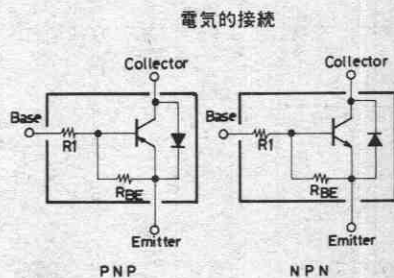 電気的接続
Collector
Base
R1
RBE
Emitter
PNP
Collector
Base
R1
RBE
Emitter
NPN